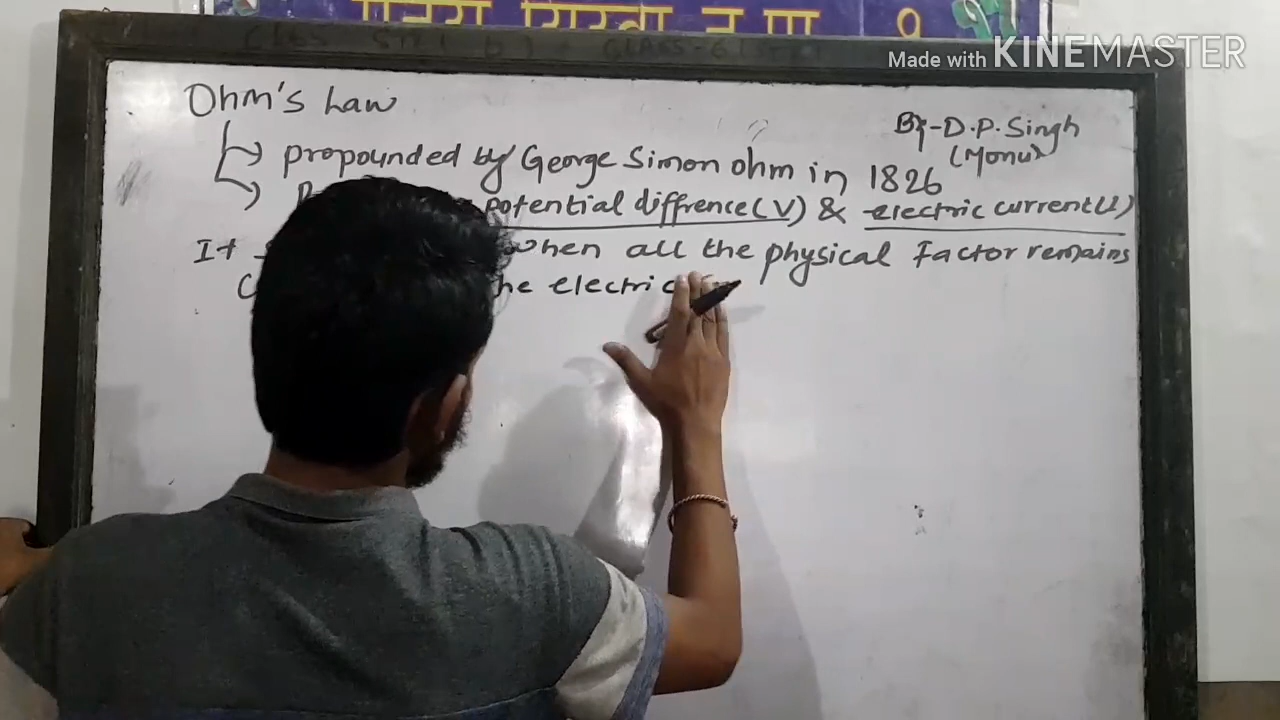 Made with KINEMASTER
Ohm's Law
By-D.P.Singh
(Monu)
propounded by George Simon ohm in 1826
potential diffrence(V) & electric current(I)
It when all the physical Factor remains
the electric